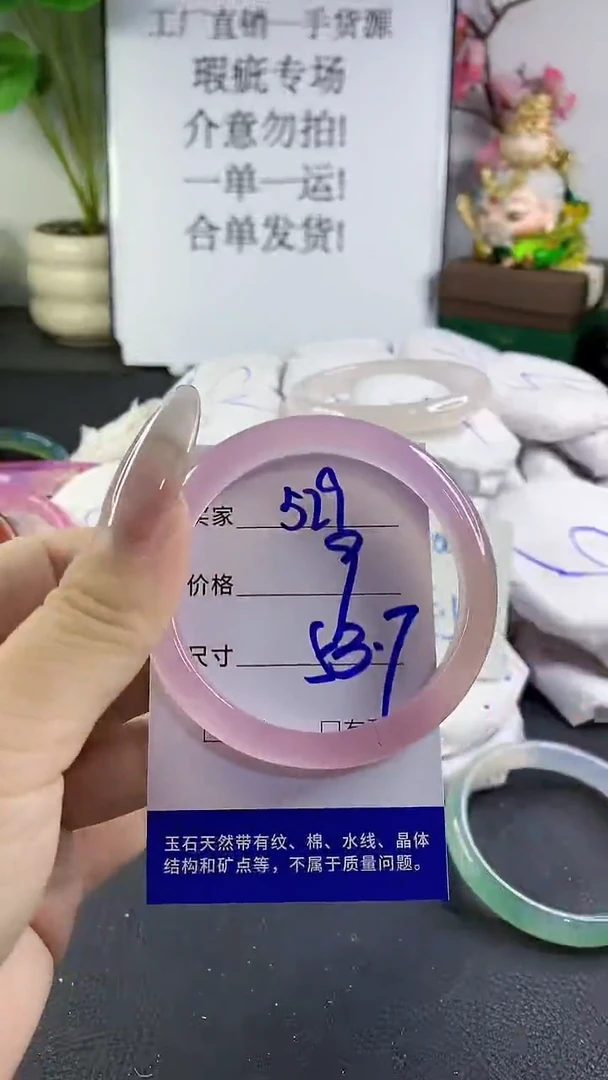 工厂直销一手货源
瑕疵专场
介意勿拍!
一单一运!
合单发货!
买家 529
价格 9
尺寸 53.7
玉石天然带有纹、棉、水线、晶体
结构和矿点等，不属于质量问题。